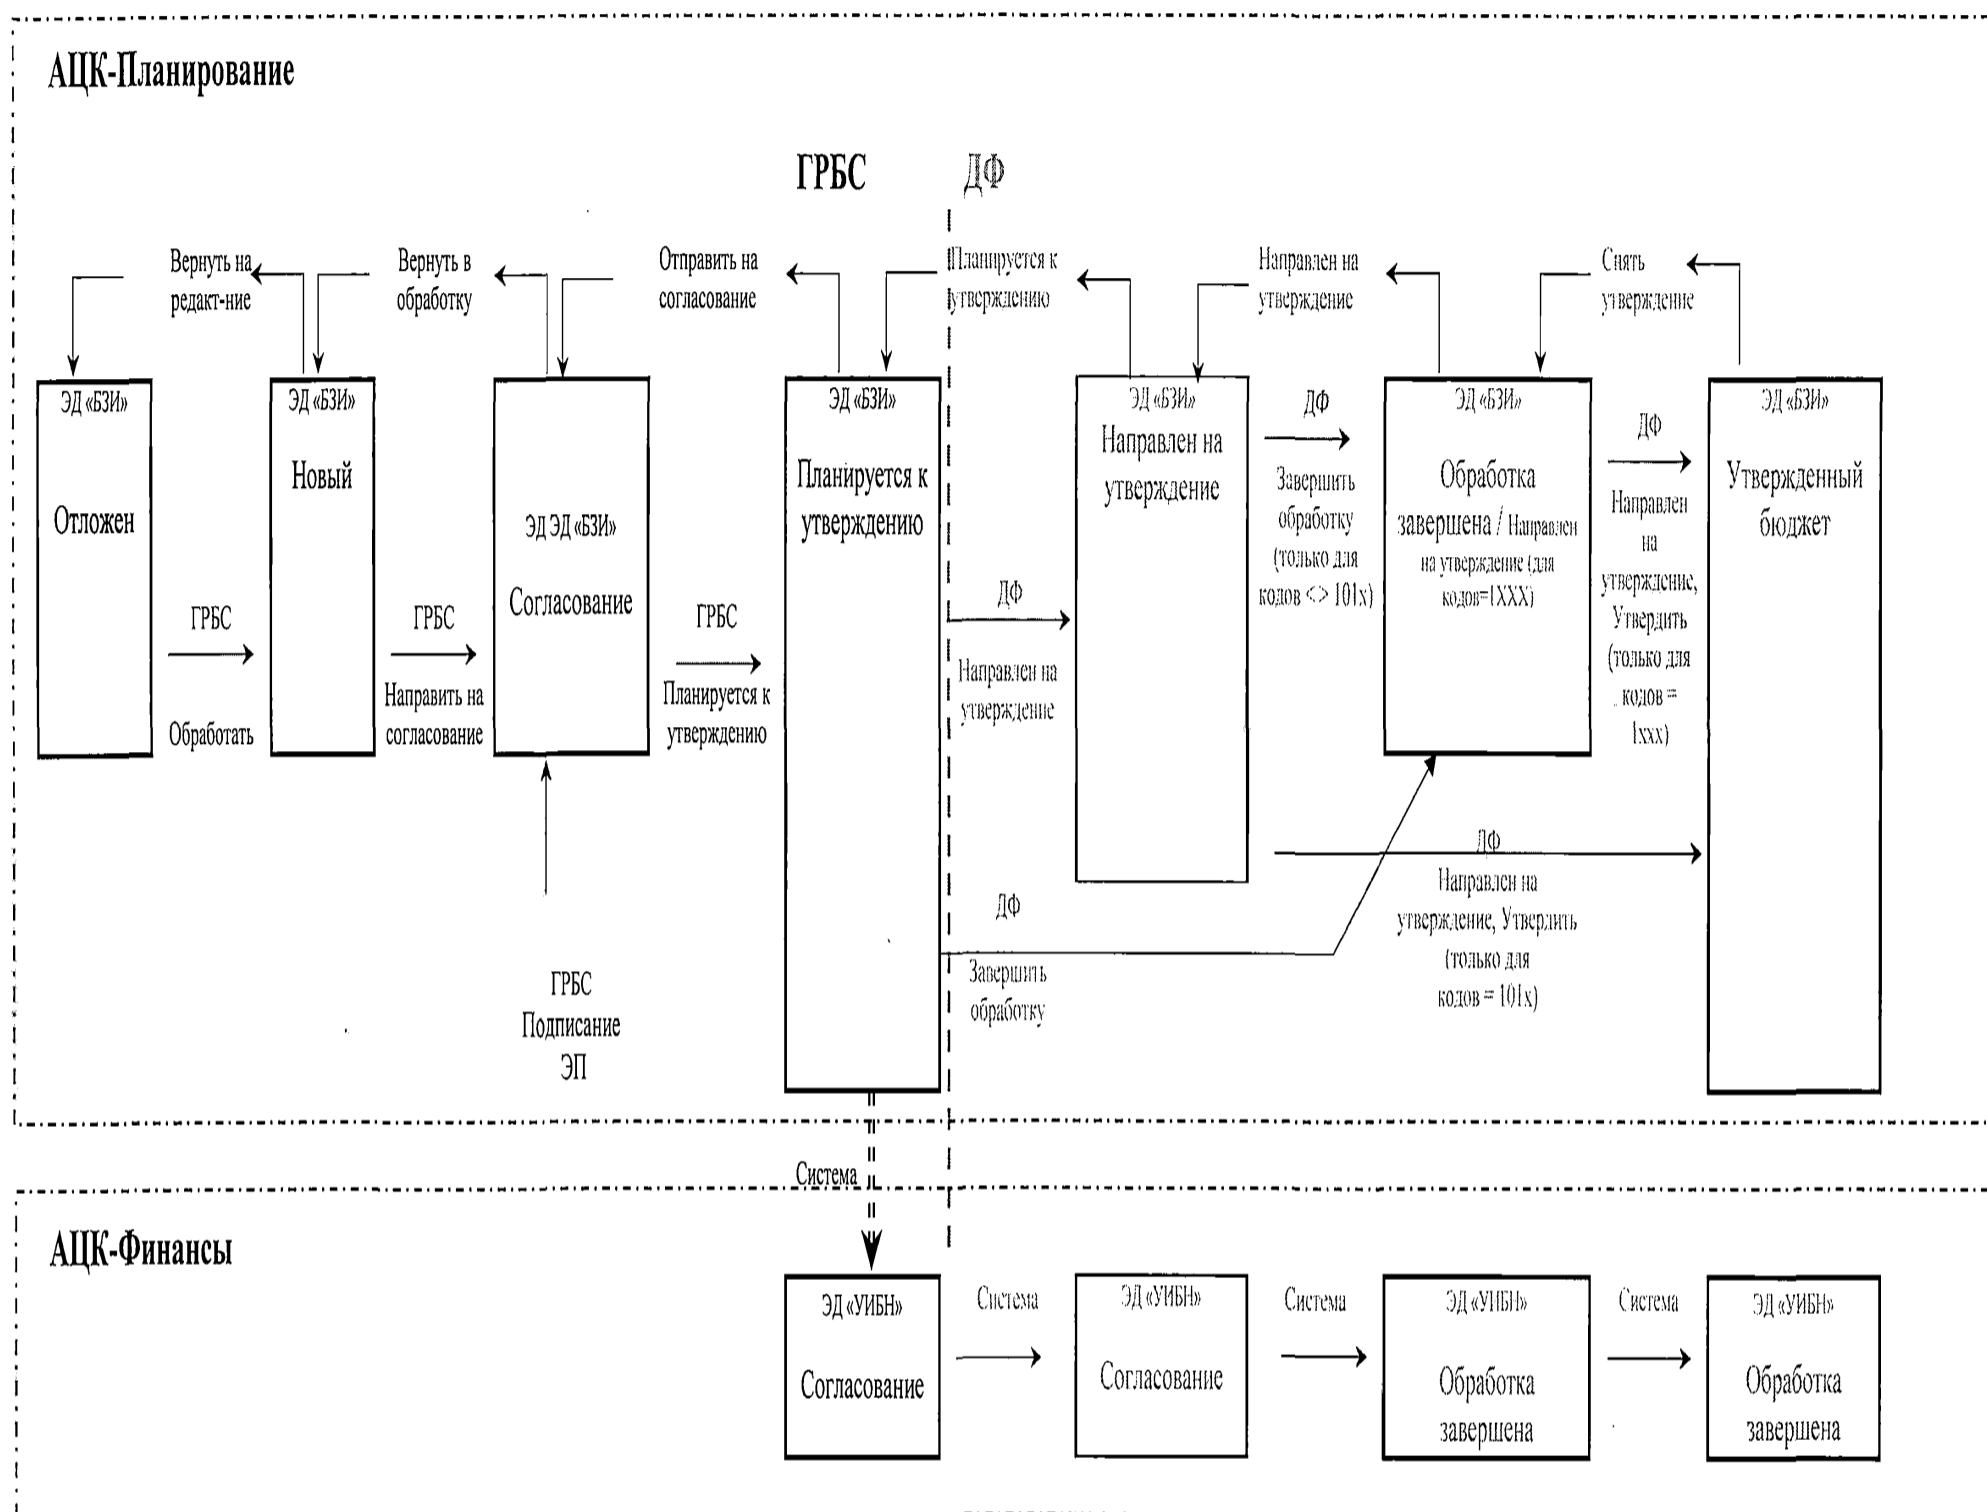 АЦК-Планирование
ГРБС
ДФ
Вернуть на
редакт-ние
Вернуть в
обработку
Отправить на
согласование
Планируется к
утверждению
Направлен на
утверждение
Снять
утверждение
ЭД «БЗИ»
Отложен
ГРБС
Обработать
ЭД «БЗИ»
Новый
ГРБС
Направить на
согласование
ЭД ЭД «БЗИ»
Согласование
ГРБС
Подписание
ЭП
ГРБС
Планируется к
утверждению
ЭД «БЗИ»
Планируется к
утверждению
ДФ
Направлен на
утверждение
ДФ
Завершить
обработку
ЭД «БЗИ»
Направлен на
утверждение
ДФ
Завершить
обработку
(только для
кодов <> 101х)
ЭД «БЗИ»
Обработка
завершена / Направлен
на утверждение (для
кодов=1ХХХ)
ДФ
Направлен
на
утверждение,
Утвердить
(только для
кодов =
1ххх)
ДФ
Направлен на
утверждение, Утвердить
(только для
кодов = 101х)
ЭД «БЗИ»
Утвержденный
бюджет
Система
АЦК-Финансы
ЭД «УИБН»
Согласование
Система
ЭД «УИБН»
Согласование
Система
ЭД «УИБН»
Обработка
завершена
Система
ЭД «УИБН»
Обработка
завершена